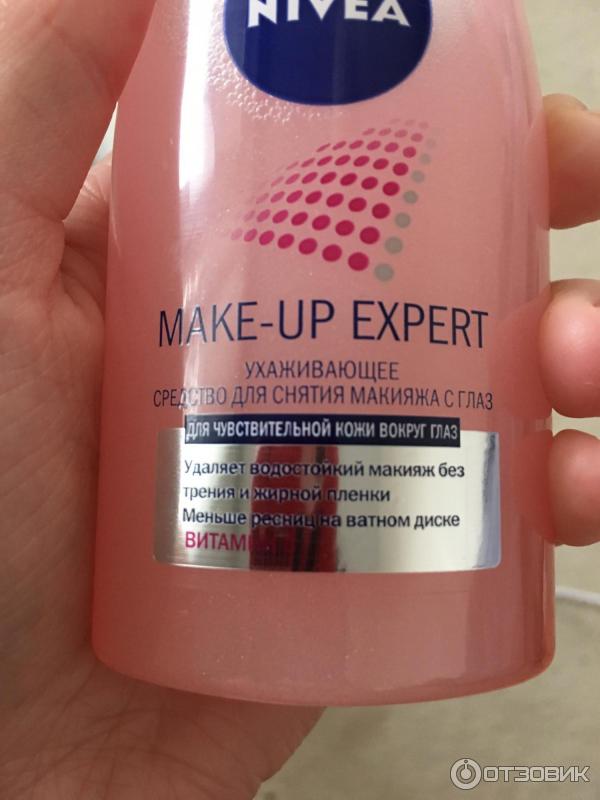 NIVEA
MAKE-UP EXPERT
УХАЖИВАЮЩЕЕ
СРЕДСТВО ДЛЯ СНЯТИЯ МАКИЯЖА С ГЛАЗ
ДЛЯ ЧУВСТВИТЕЛЬНОЙ КОЖИ ВОКРУГ ГЛАЗ
Удаляет водостойкий макияж без
трения и жирной пленки
Меньше ресниц на ватном диске
ОТЗОВИК